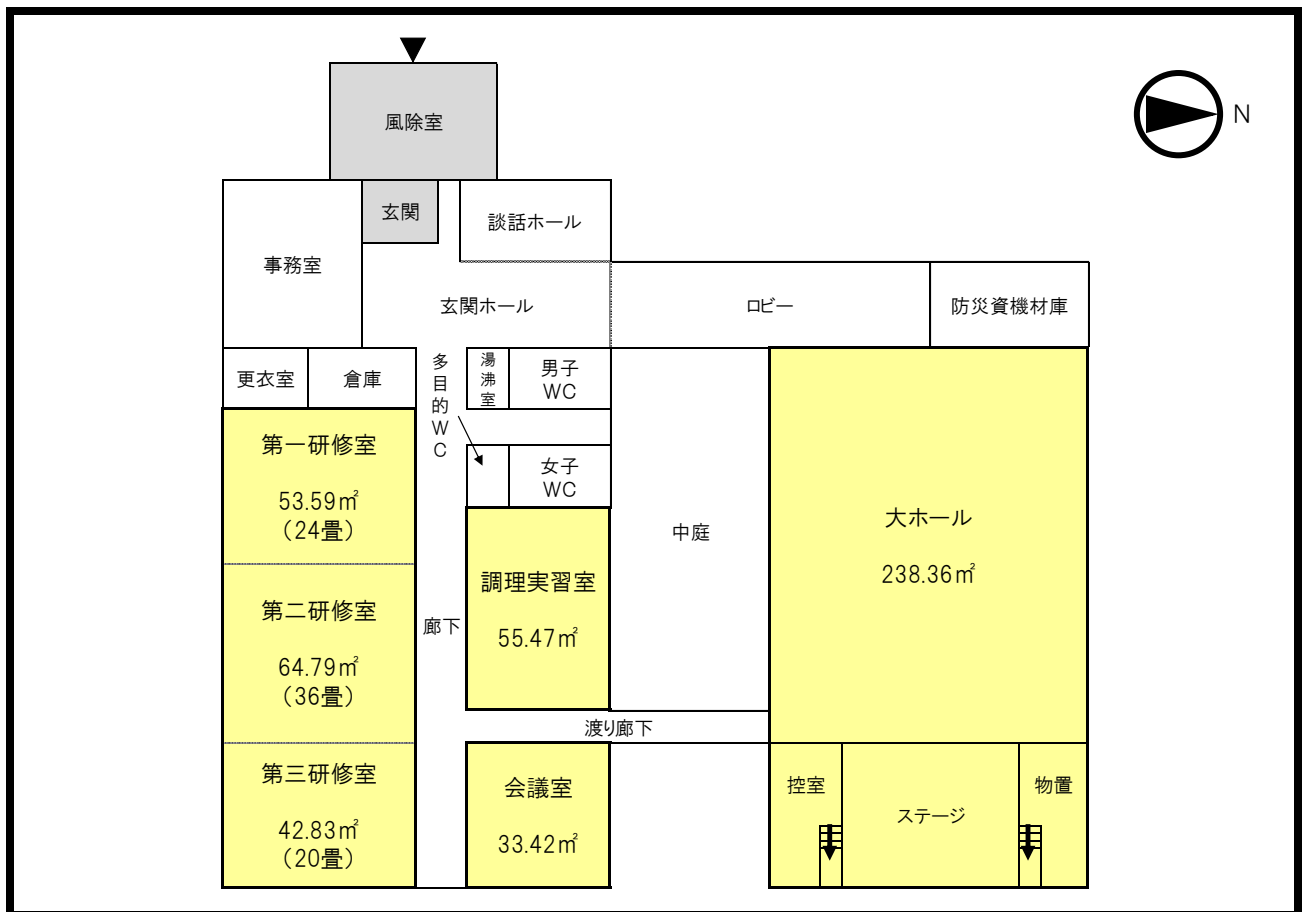 風除室
N
玄関
談話ホール
事務室
玄関ホール
ロビー
防災資機材庫
更衣室
倉庫
多目的WC
湯沸室
男子
WC
女子
WC
第一研修室
53.59㎡
（24畳）
第二研修室
64.79㎡
（36畳）
第三研修室
42.83㎡
（20畳）
廊下
調理実習室
55.47㎡
中庭
大ホール
238.36㎡
渡り廊下
会議室
33.42㎡
控室
ステージ
物置